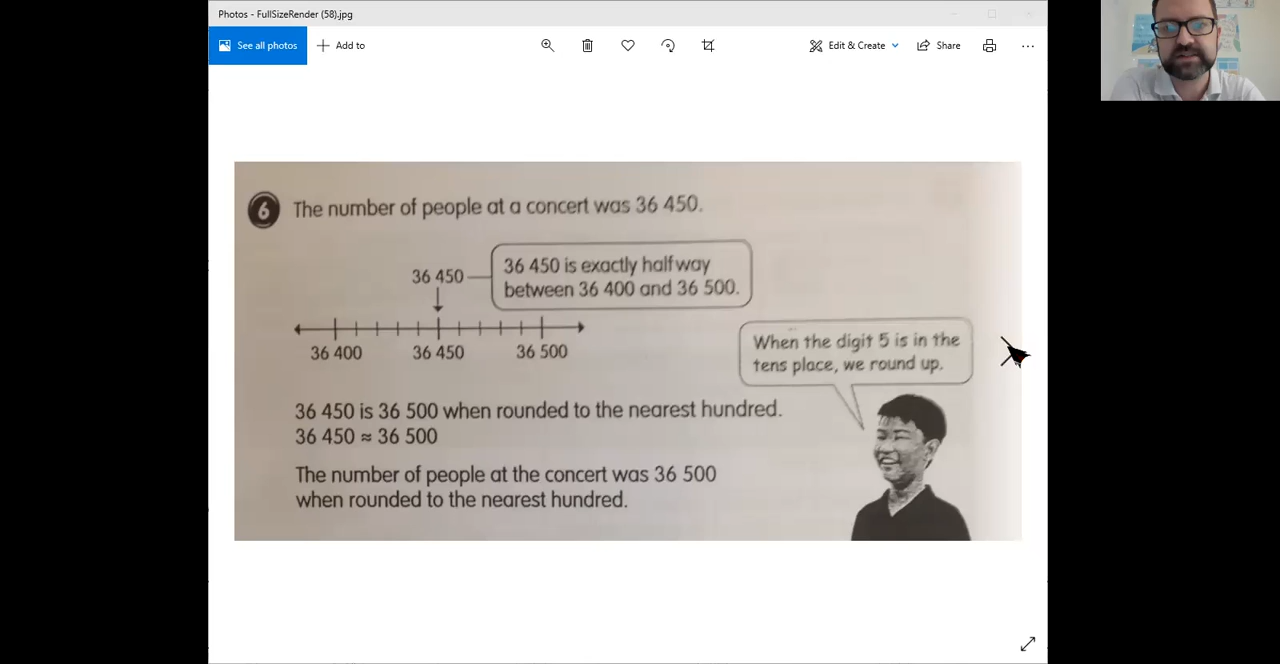 Photos - FullSizeRender (58).jpg
See all photos
Add to
Edit & Create
Share
6 The number of people at a concert was 36 450.
36 450
36 450 is exactly halfway
between 36 400 and 36 500.
36 400 36 450 36 500
When the digit 5 is in the
tens place, we round up.
36 450 is 36 500 when rounded to the nearest hundred.
36 450 ≈ 36 500
The number of people at the concert was 36 500
when rounded to the nearest hundred.